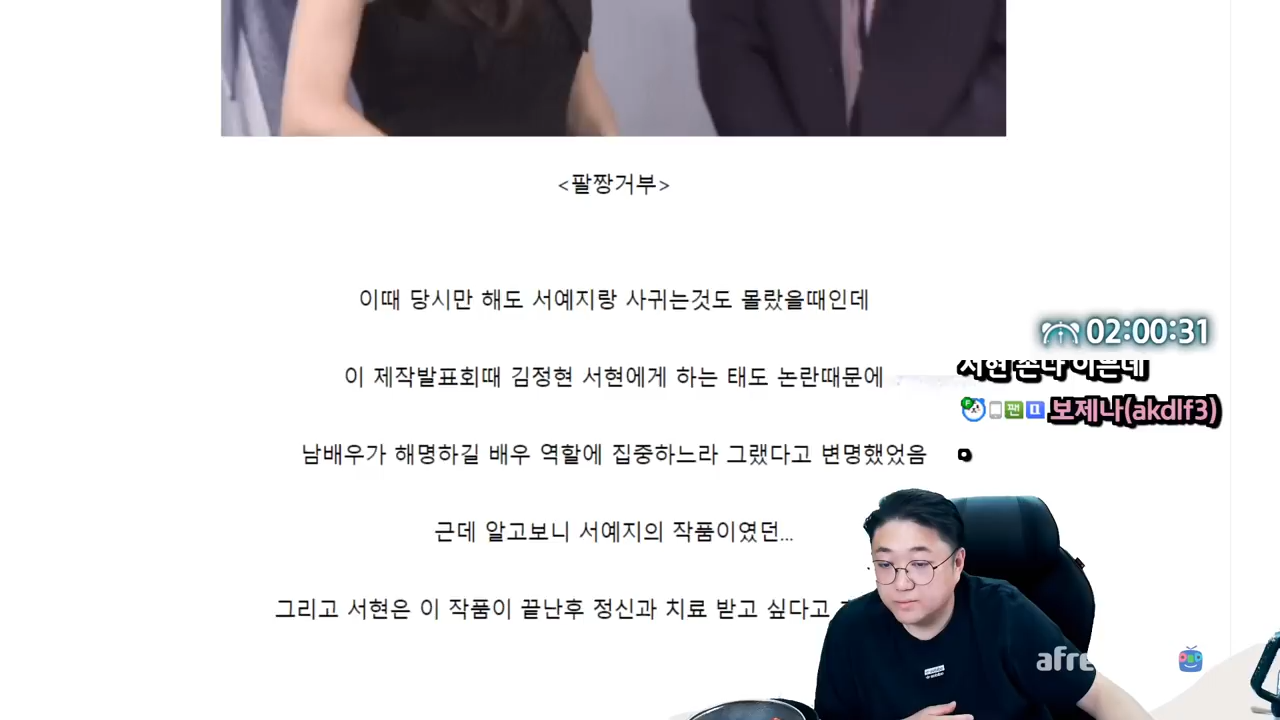 <팔짱거부>
이때 당시만 해도 서예지랑 사귀는것도 몰랐을때인데
02:00:31
이 제작발표회때 김정현 서현에게 하는 태도 논란때문에
서현
보제나(akdlf3)
남배우가 해명하길 배우 역할에 집중하느라 그랬다고 변명했었음
ㅇ
근데 알고보니 서예지의 작품이였던...
그리고 서현은 이 작품이 끝난후 정신과 치료 받고 싶다고
afre